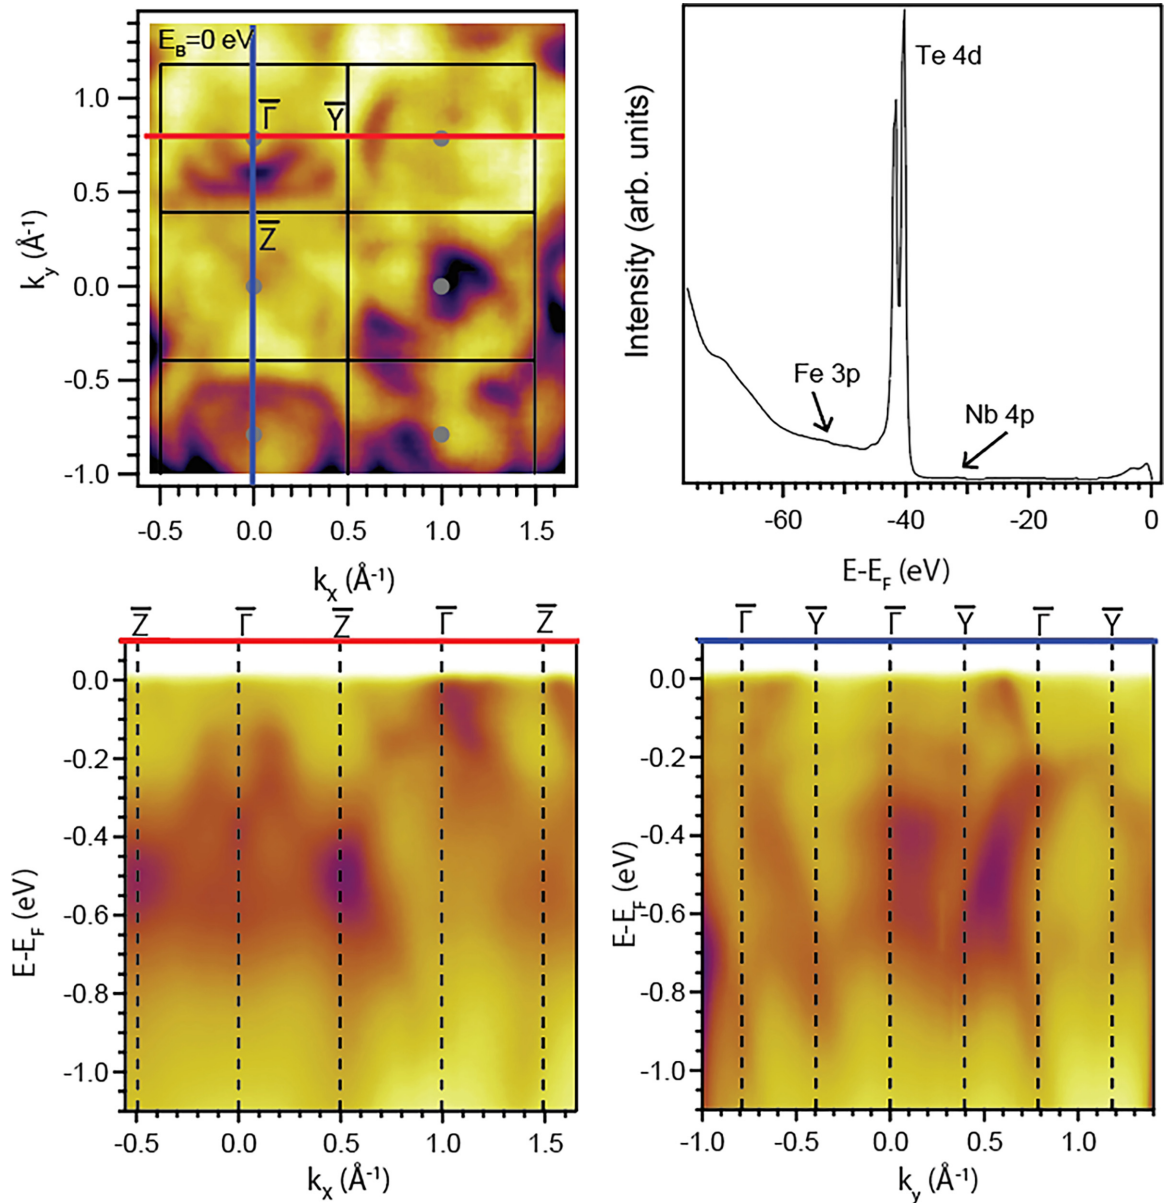 E_B=0 eV
Γ̅
Y̅
Z̅
1.0
0.5
0.0
-0.5
-1.0
k_y (Å⁻¹)
-0.5 0.0 0.5 1.0 1.5
k_x (Å⁻¹)
Te 4d
Fe 3p
Nb 4p
Intensity (arb. units)
-60 -40 -20 0
E-E_F (eV)
Z̅ Γ̅ Z̅ Γ̅ Z̅
0.0
-0.2
-0.4
-0.6
-0.8
-1.0
E-E_F (eV)
-0.5 0.0 0.5 1.0 1.5
k_x (Å⁻¹)
Γ̅ Y̅ Γ̅ Y̅ Γ̅ Y̅
0.0
-0.2
-0.4
-0.6
-0.8
-1.0
E-E_F (eV)
-1.0 -0.5 0.0 0.5 1.0
k_y (Å⁻¹)